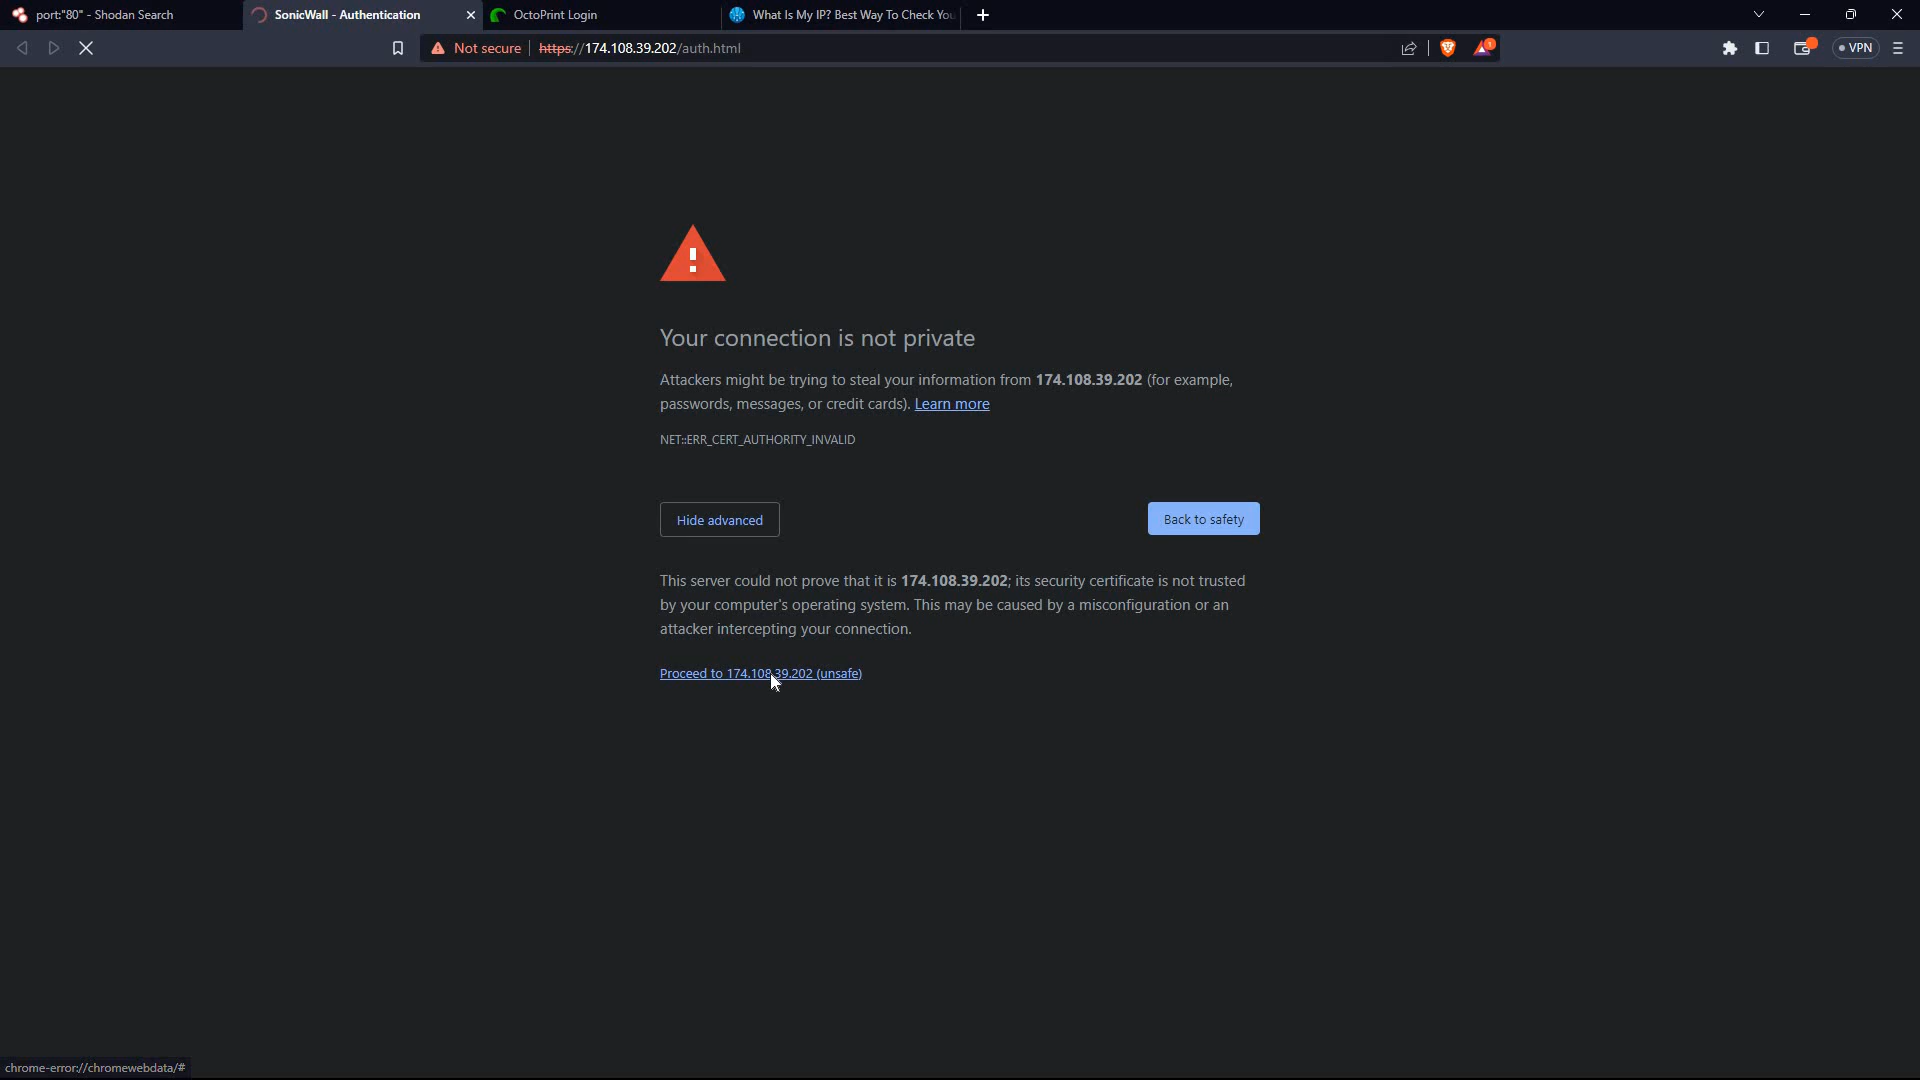 port:"80" - Shodan Search
SonicWall - Authentication
OctoPrint Login
What Is My IP? Best Way To Check You
Not secure
https://174.108.39.202/auth.html
1
VPN
Your connection is not private
Attackers might be trying to steal your information from 174.108.39.202 (for example,
passwords, messages, or credit cards). Learn more
NET::ERR_CERT_AUTHORITY_INVALID
Hide advanced
Back to safety
This server could not prove that it is 174.108.39.202; its security certificate is not trusted
by your computer's operating system. This may be caused by a misconfiguration or an
attacker intercepting your connection.
Proceed to 174.108.39.202 (unsafe)
chrome-error://chromewebdata/#